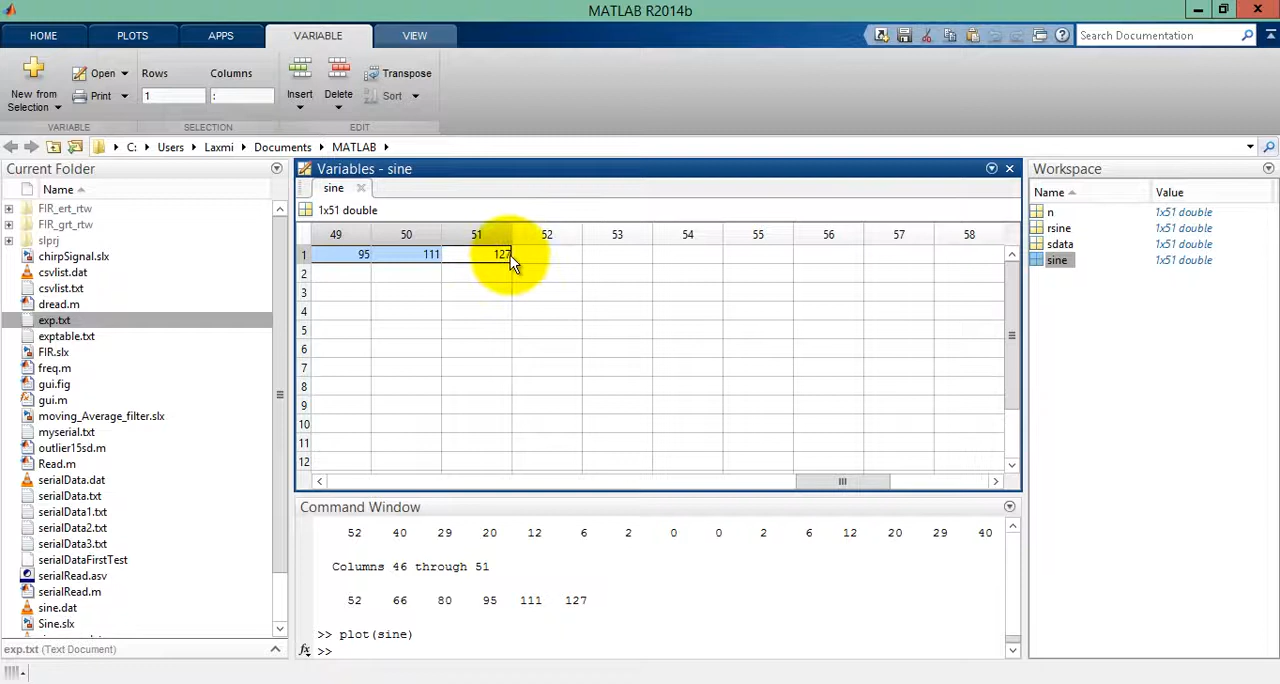 MATLAB R2014b
HOME PLOTS APPS VARIABLE VIEW
Search Documentation
New from
Selection
Open
Print
Rows
1
Columns
:
Insert
Delete
Transpose
Sort
VARIABLE SELECTION EDIT
C: Users Laxmi Documents MATLAB
Current Folder
Name
FIR_ert_rtw
FIR_grt_rtw
slprj
chirpSignal.slx
csvlist.dat
csvlist.txt
dread.m
exp.txt
exptable.txt
FIR.slx
freq.m
gui.fig
gui.m
moving_Average_filter.slx
myserial.txt
outlier15sd.m
Read.m
serialData.dat
serialData.txt
serialData1.txt
serialData2.txt
serialData3.txt
serialDataFirstTest
serialRead.asv
serialRead.m
sine.dat
Sine.slx
exp.txt (Text Document)
Variables - sine
sine
1x51 double
49 50 51 52 53 54 55 56 57 58
1 95 111 127
2
3
4
5
6
7
8
9
10
11
12
Command Window
52 40 29 20 12 6 2 0 0 2 6 12 20 29 40
Columns 46 through 51
52 66 80 95 111 127
>> plot(sine)
fx >>
Workspace
Name Value
n 1x51 double
rsine 1x51 double
sdata 1x51 double
sine 1x51 double